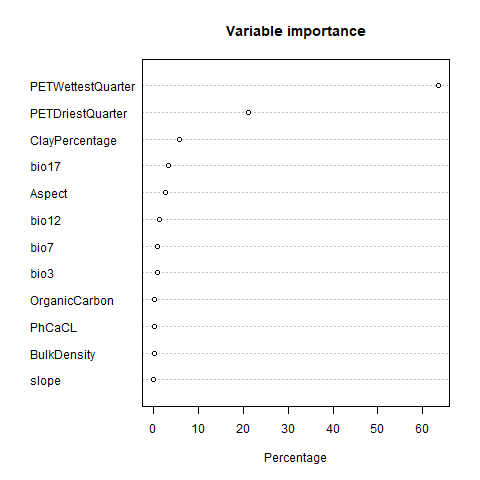 Variable importance
PETWettestQuarter
PETDriestQuarter
ClayPercentage
bio17
Aspect
bio12
bio7
bio3
OrganicCarbon
PhCaCL
BulkDensity
slope
0 10 20 30 40 50 60
Percentage